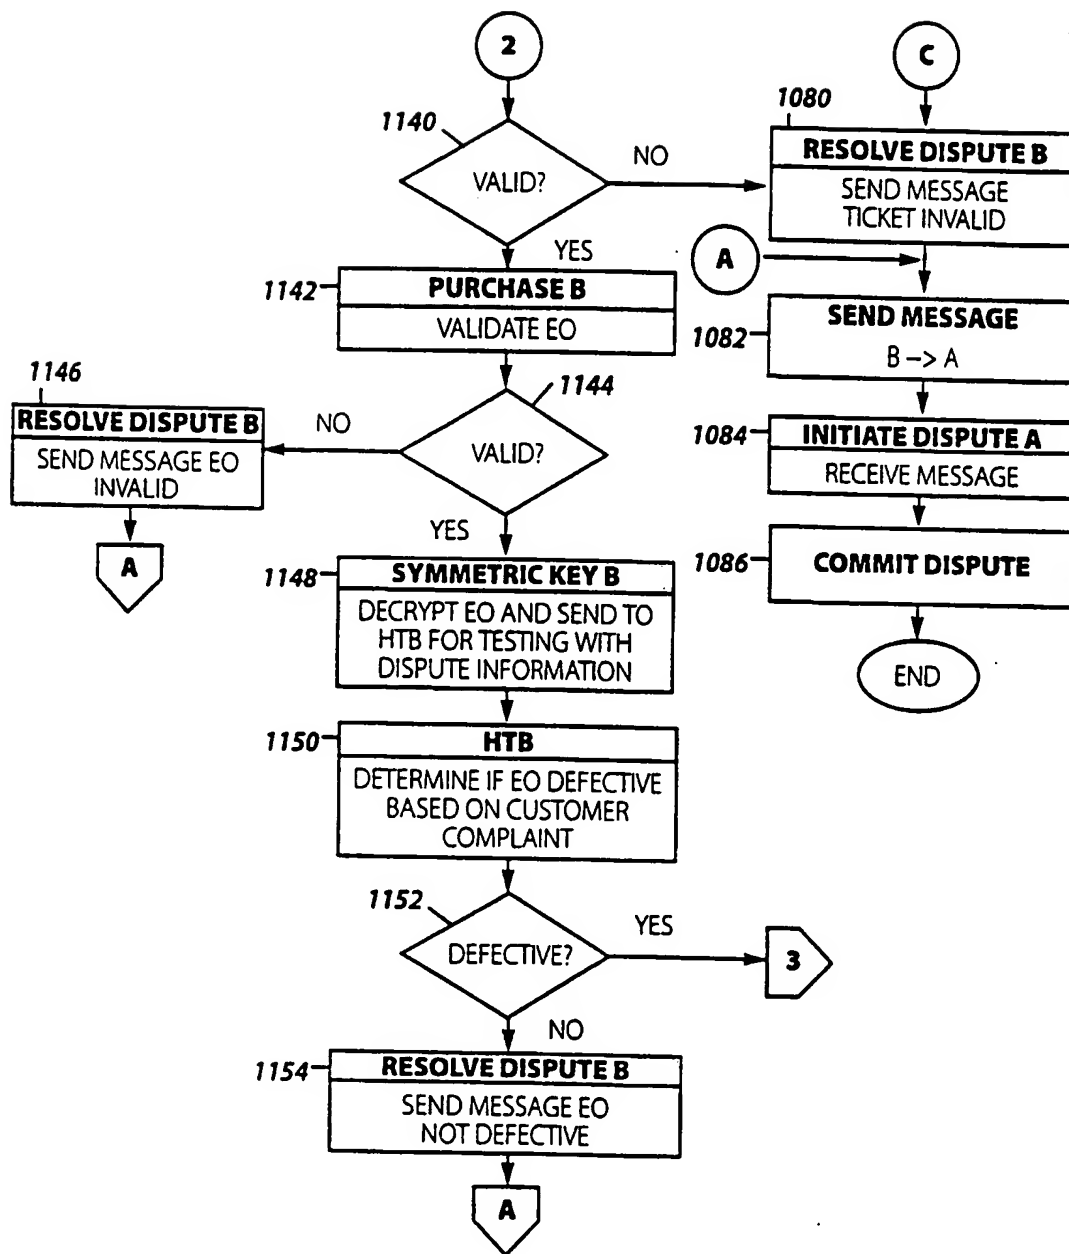 2
1140
VALID?
NO
YES
1142
PURCHASE B
VALIDATE EO
1144
VALID?
NO
1146
RESOLVE DISPUTE B
SEND MESSAGE EO
INVALID
A
YES
1148
SYMMETRIC KEY B
DECRYPT EO AND SEND TO
HTB FOR TESTING WITH
DISPUTE INFORMATION
1150
HTB
DETERMINE IF EO DEFECTIVE
BASED ON CUSTOMER
COMPLAINT
1152
DEFECTIVE?
YES
3
NO
1154
RESOLVE DISPUTE B
SEND MESSAGE EO
NOT DEFECTIVE
A
C
1080
RESOLVE DISPUTE B
SEND MESSAGE
TICKET INVALID
A
1082
SEND MESSAGE
B –> A
1084
INITIATE DISPUTE A
RECEIVE MESSAGE
1086
COMMIT DISPUTE
END